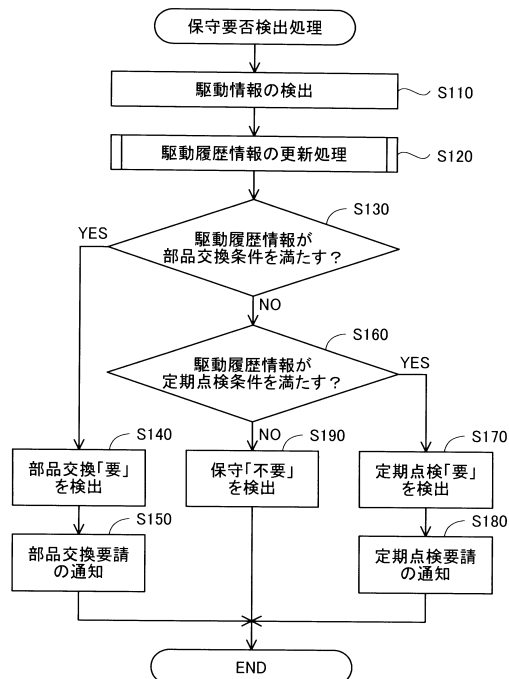 保守要否検出処理
駆動情報の検出
S110
駆動履歴情報の更新処理
S120
S130
YES
駆動履歴情報が
部品交換条件を満たす？
NO
S160
駆動履歴情報が
定期点検条件を満たす？
YES
NO
S140
S190
S170
部品交換「要」
を検出
保守「不要」
を検出
定期点検「要」
を検出
S150
S180
部品交換要請
の通知
定期点検要請
の通知
END